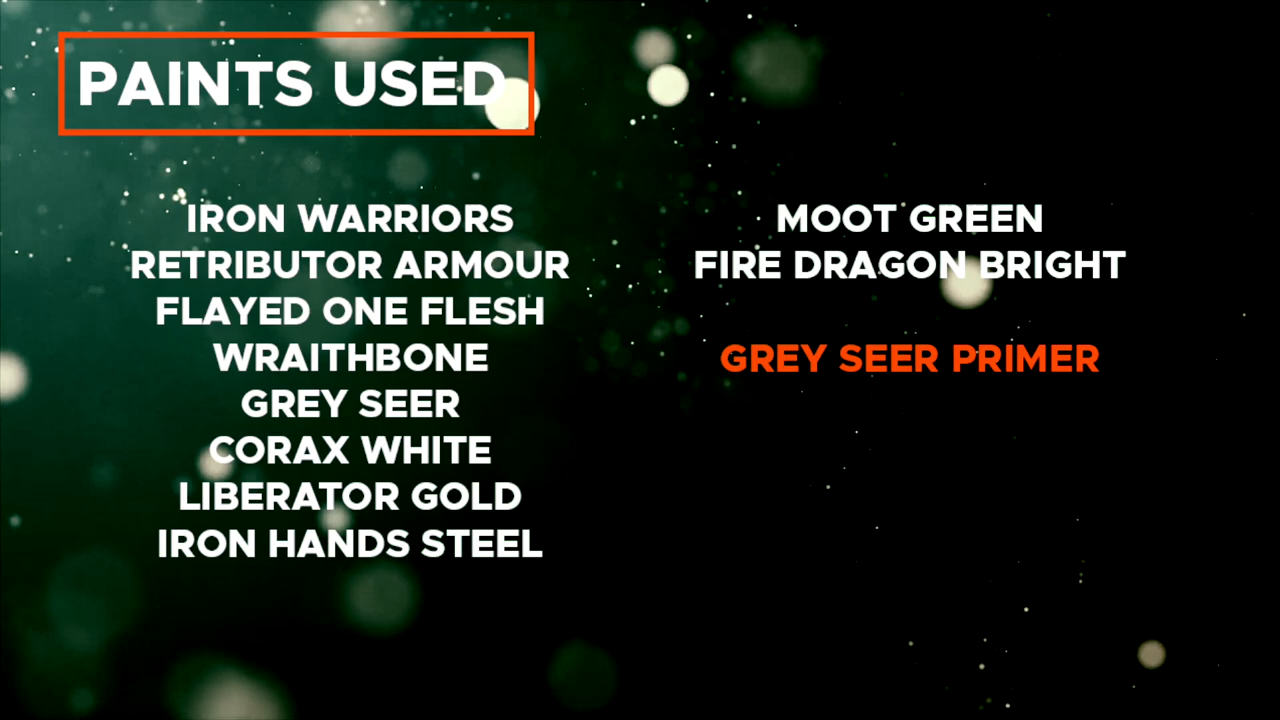 PAINTS USED
IRON WARRIORS
RETRIBUTOR ARMOUR
FLAYED ONE FLESH
WRAITHBONE
GREY SEER
CORAX WHITE
LIBERATOR GOLD
IRON HANDS STEEL
MOOT GREEN
FIRE DRAGON BRIGHT
GREY SEER PRIMER